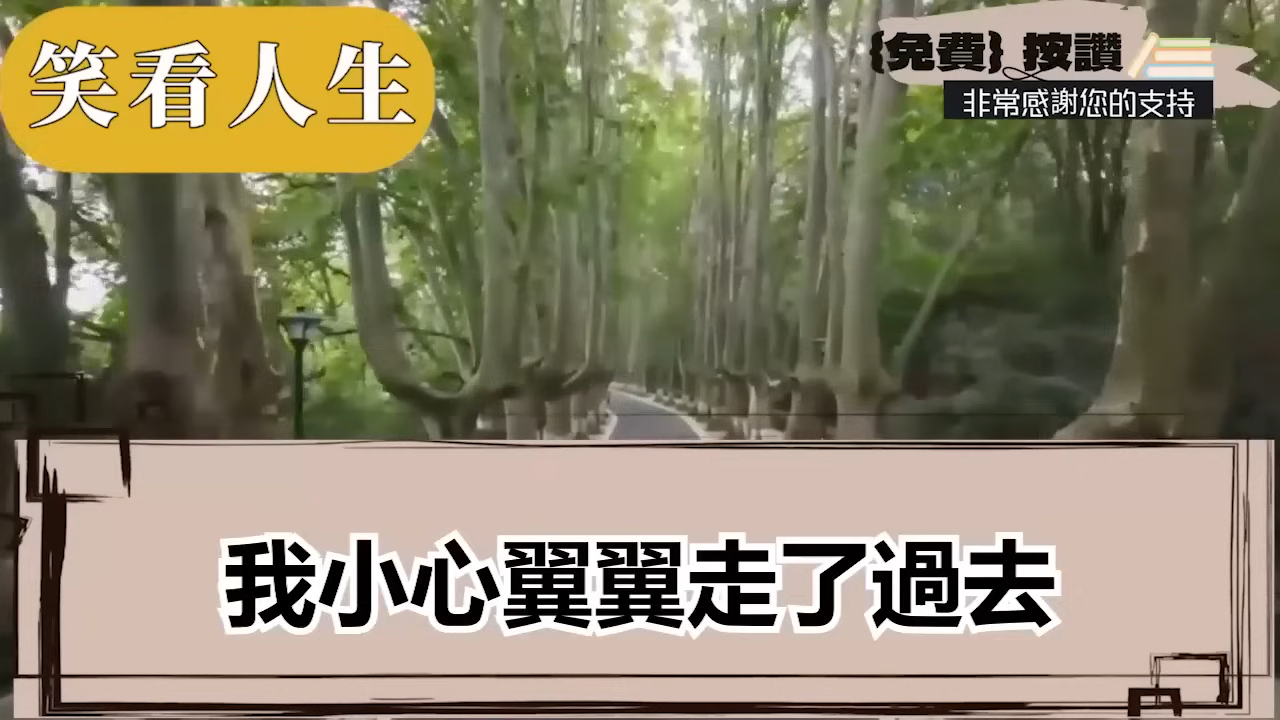 笑看人生
{免費} 按讚
非常感謝您的支持
我小心翼翼走了過去